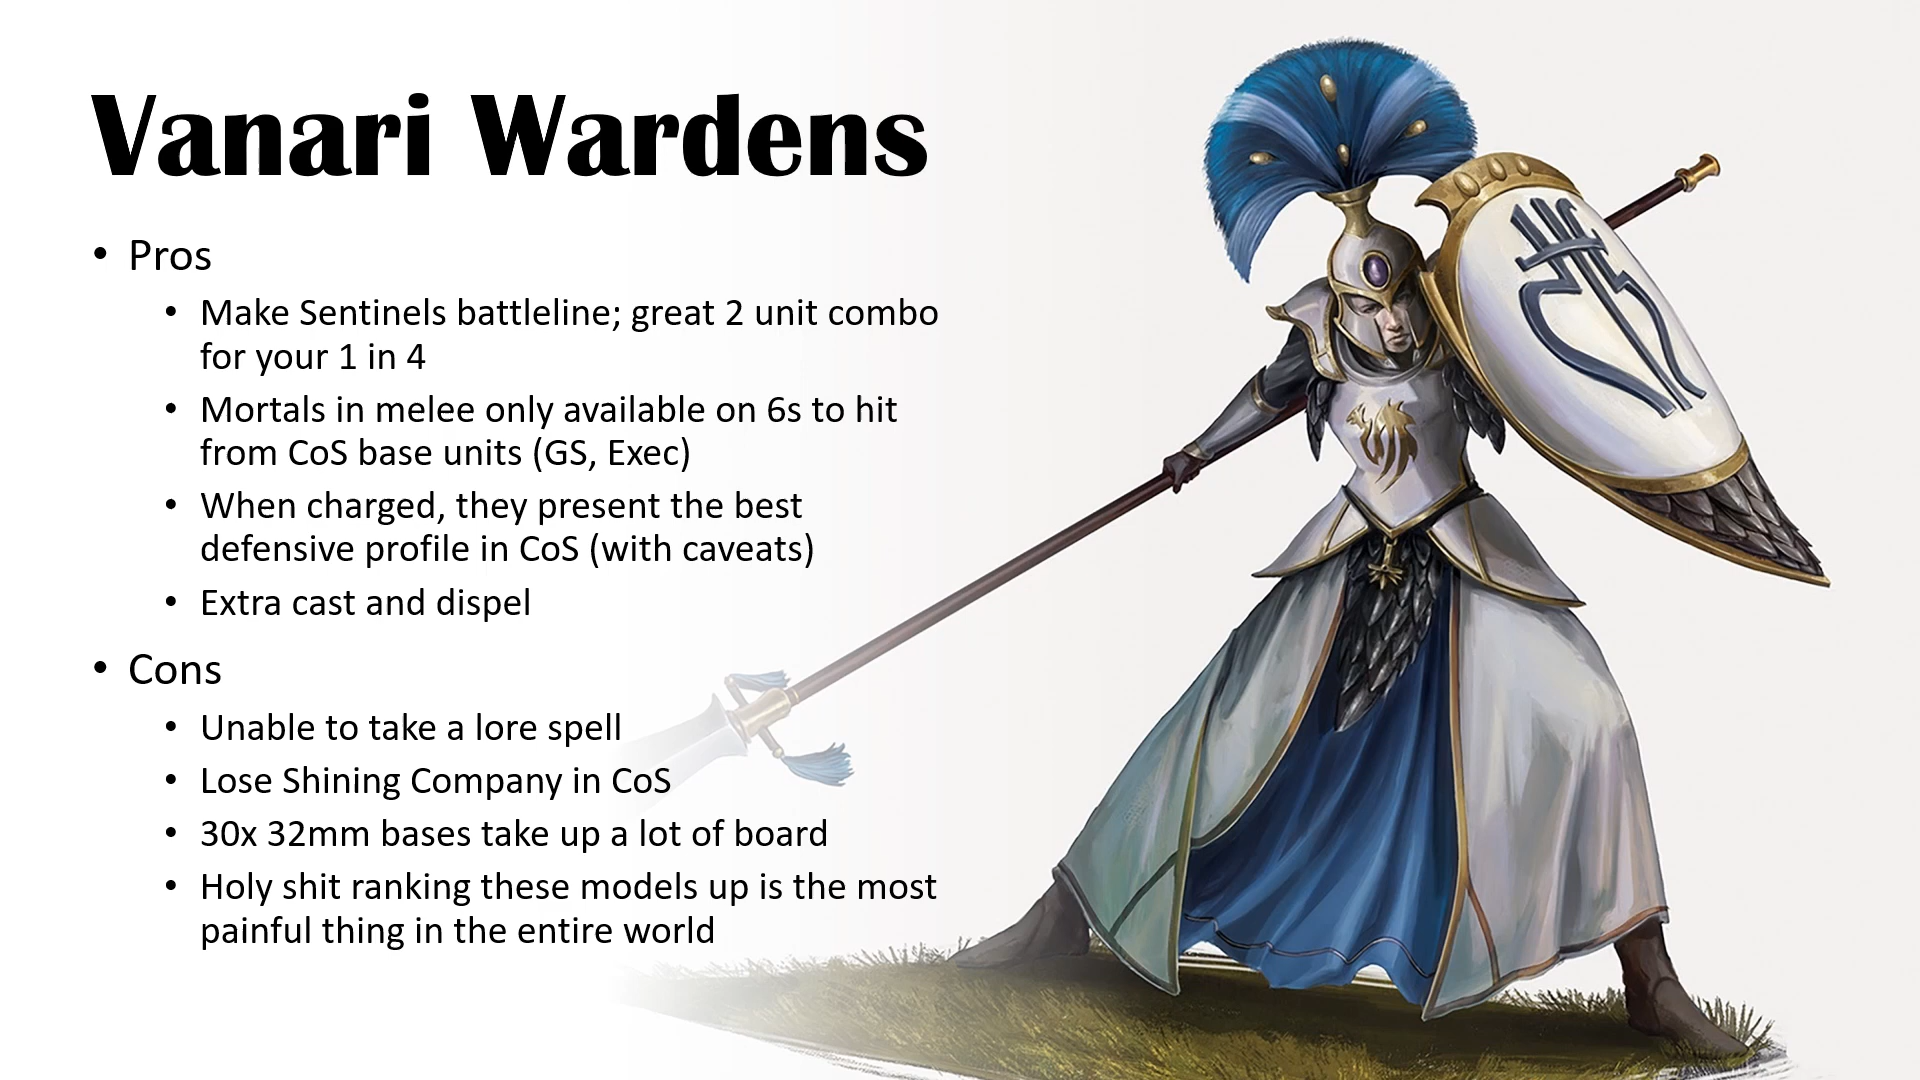 Vanari Wardens
• Pros
• Make Sentinels battleline; great 2 unit combo
for your 1 in 4
• Mortals in melee only available on 6s to hit
from CoS base units (GS, Exec)
• When charged, they present the best
defensive profile in CoS (with caveats)
• Extra cast and dispel
• Cons
• Unable to take a lore spell
• Lose Shining Company in CoS
• 30x 32mm bases take up a lot of board
• Holy shit ranking these models up is the most
painful thing in the entire world